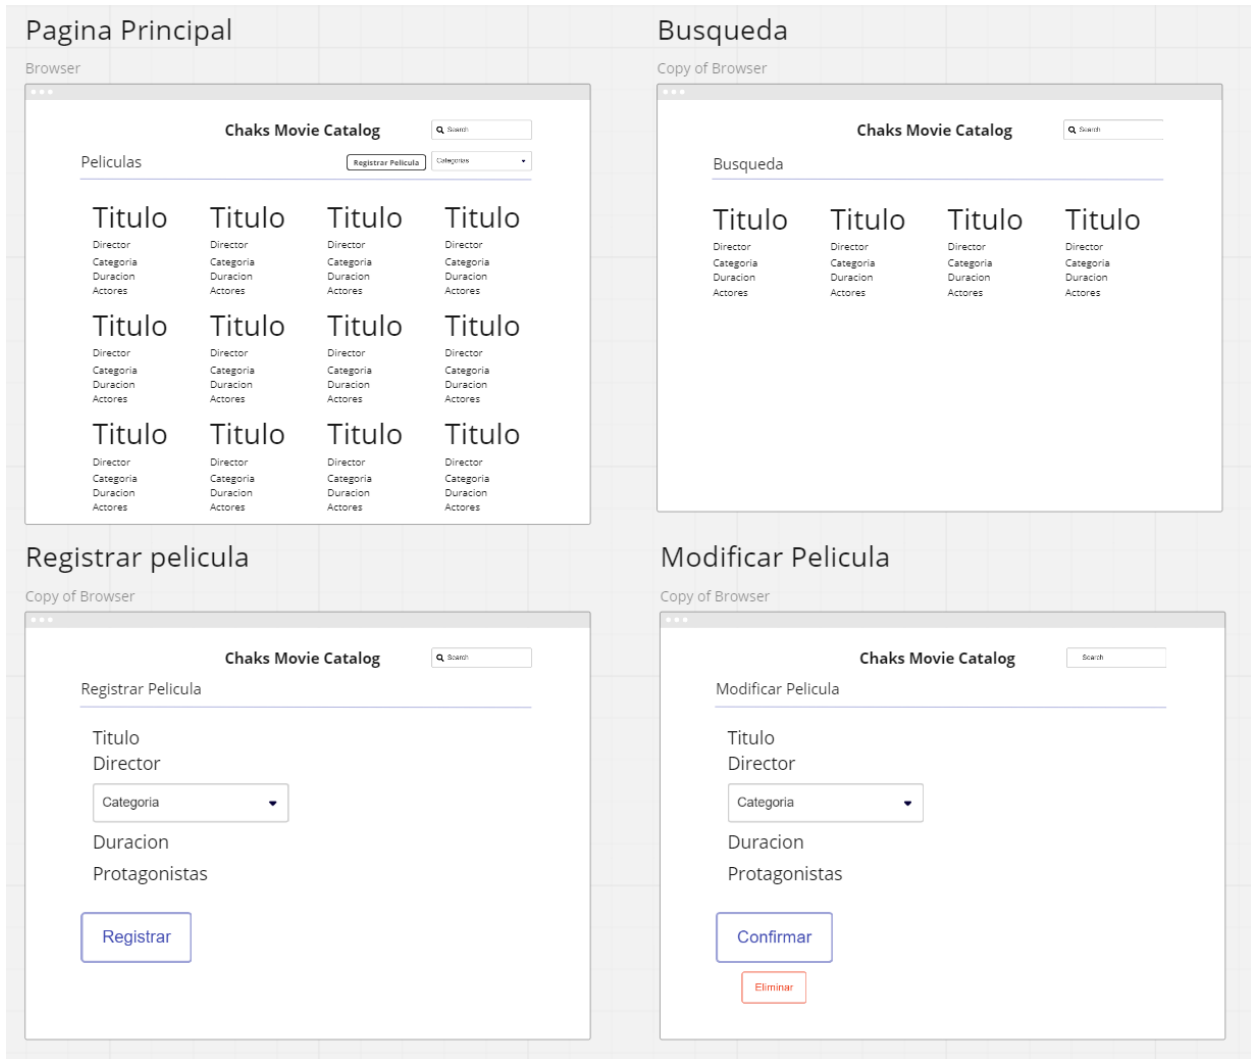 Pagina Principal
Browser
Chaks Movie Catalog
Search
Peliculas
Registrar Pelicula
Categorias
Titulo Titulo Titulo Titulo
Director Director Director Director
Categoria Categoria Categoria Categoria
Duracion Duracion Duracion Duracion
Actores Actores Actores Actores
Titulo Titulo Titulo Titulo
Director Director Director Director
Categoria Categoria Categoria Categoria
Duracion Duracion Duracion Duracion
Actores Actores Actores Actores
Titulo Titulo Titulo Titulo
Director Director Director Director
Categoria Categoria Categoria Categoria
Duracion Duracion Duracion Duracion
Actores Actores Actores Actores
Busqueda
Copy of Browser
Chaks Movie Catalog
Search
Busqueda
Titulo Titulo Titulo Titulo
Director Director Director Director
Categoria Categoria Categoria Categoria
Duracion Duracion Duracion Duracion
Actores Actores Actores Actores
Registrar pelicula
Copy of Browser
Chaks Movie Catalog
Search
Registrar Pelicula
Titulo
Director
Categoria
Duracion
Protagonistas
Registrar
Modificar Pelicula
Copy of Browser
Chaks Movie Catalog
Search
Modificar Pelicula
Titulo
Director
Categoria
Duracion
Protagonistas
Confirmar
Eliminar